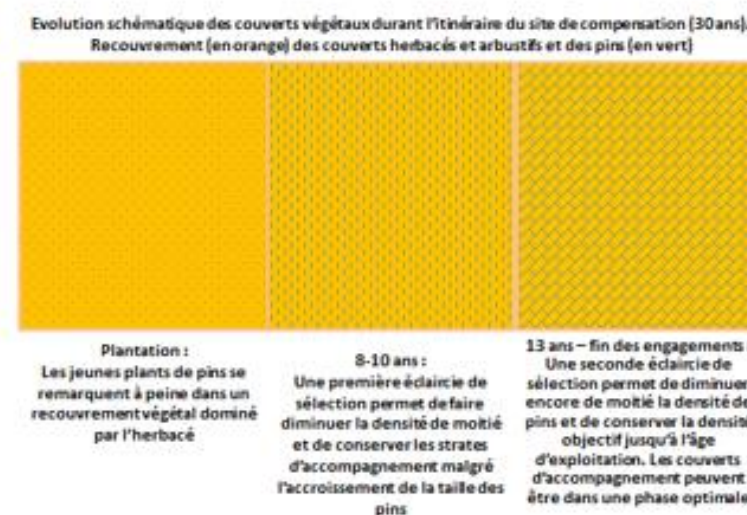 Evolution schématique des couverts végétaux durant l'itinéraire du site de compensation (30 ans).
Recouvrement (en orange) des couverts herbacés et arbustifs et des pins (en vert)
Plantation :
Les jeunes plants de pins se
remarquent à peine dans un
recouvrement végétal dominé
par l'herbacé
8-10 ans :
Une première éclaircie de
sélection permet de faire
diminuer la densité de moitié
et de conserver les strates
d'accompagnement malgré
l'accroissement de la taille des
pins
13 ans – fin des engagements
Une seconde éclaircie de
sélection permet de diminuer
encore de moitié la densité de
pins et de conserver la densité
objectif jusqu'à l'âge
d'exploitation. Les couverts
d'accompagnement peuvent
être dans une phase optimale